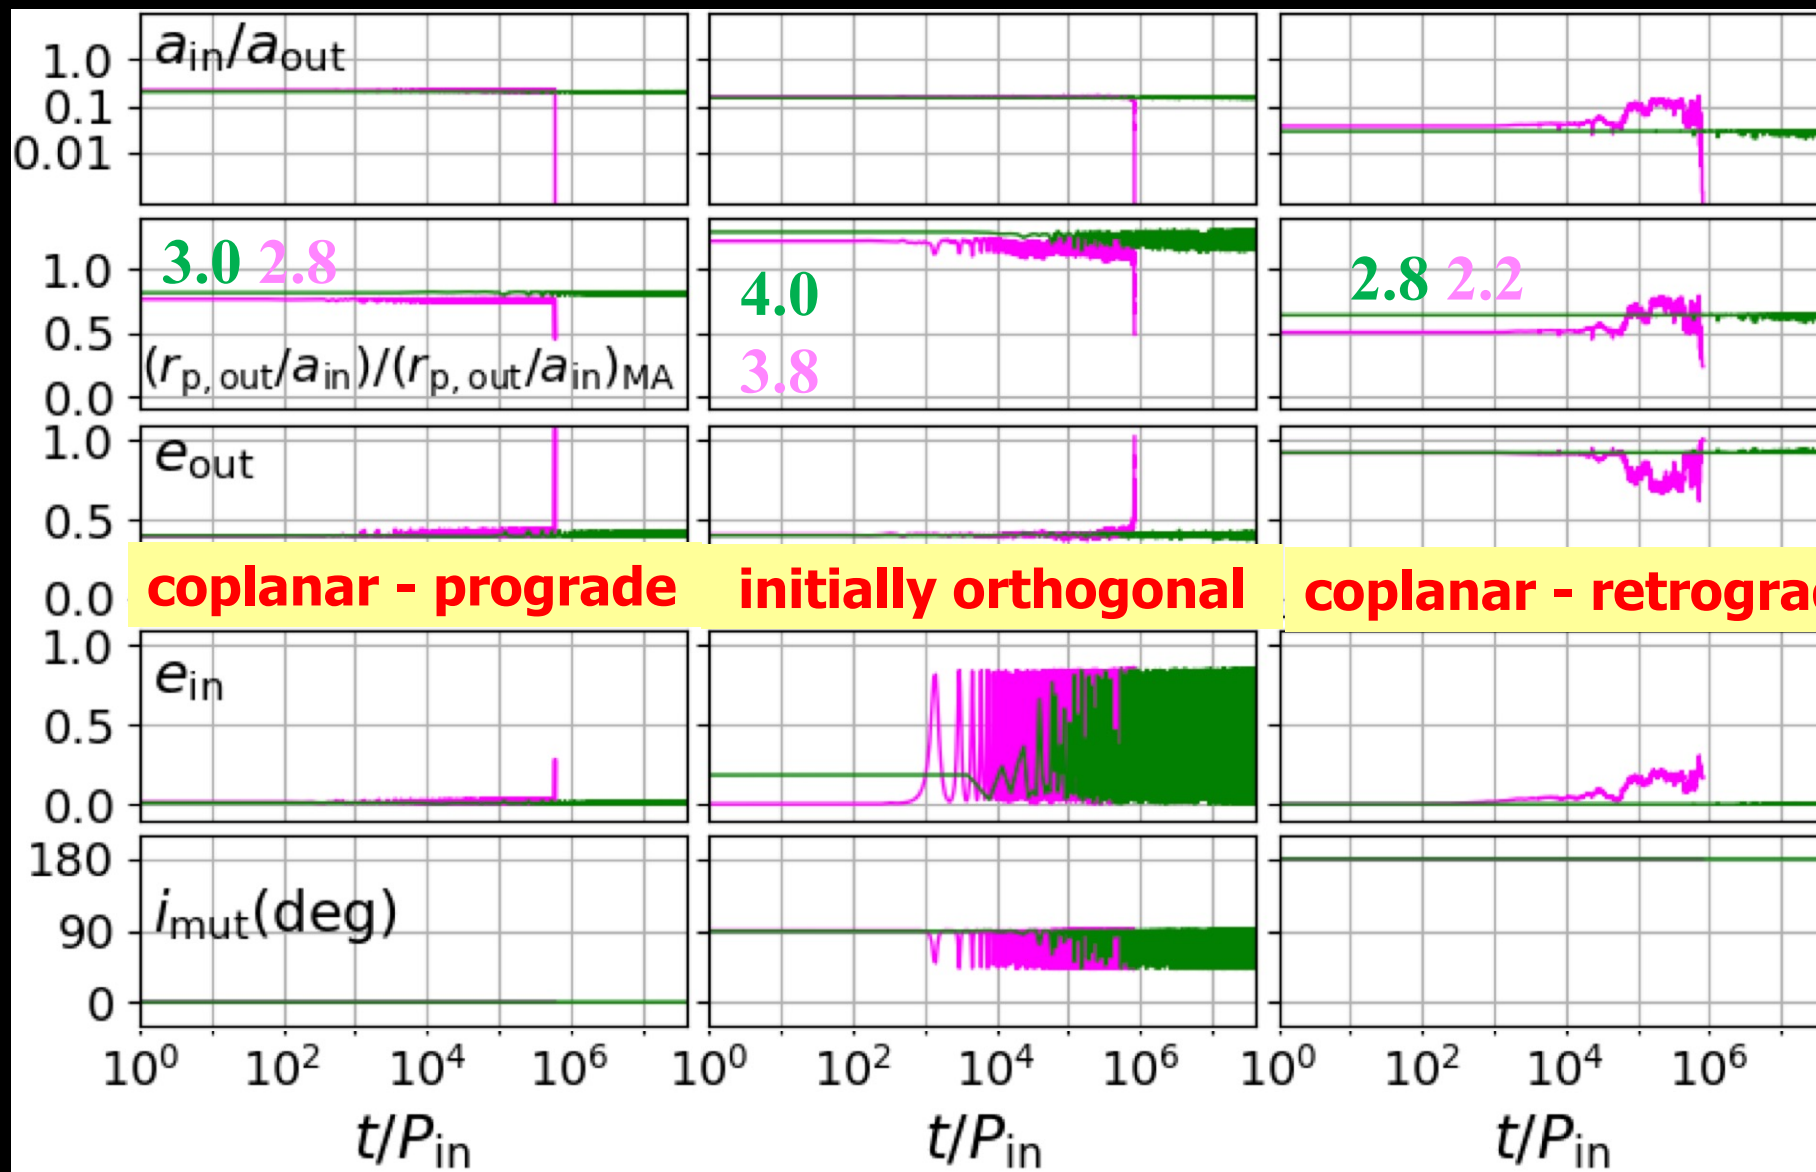 a_in/a_out
1.0
0.1
0.01
3.0 2.8
4.0
3.8
2.8 2.2
1.0
0.5
0.0
(r_p, out/a_in)/(r_p, out/a_in)_MA
1.0
e_out
0.5
0.0
coplanar - prograde
initially orthogonal
coplanar - retrograd
1.0
e_in
0.5
0.0
180
i_mut(deg)
90
0
10^0 10^2 10^4 10^6
10^0 10^2 10^4 10^6
10^0 10^2 10^4 10^6
t/P_in
t/P_in
t/P_in